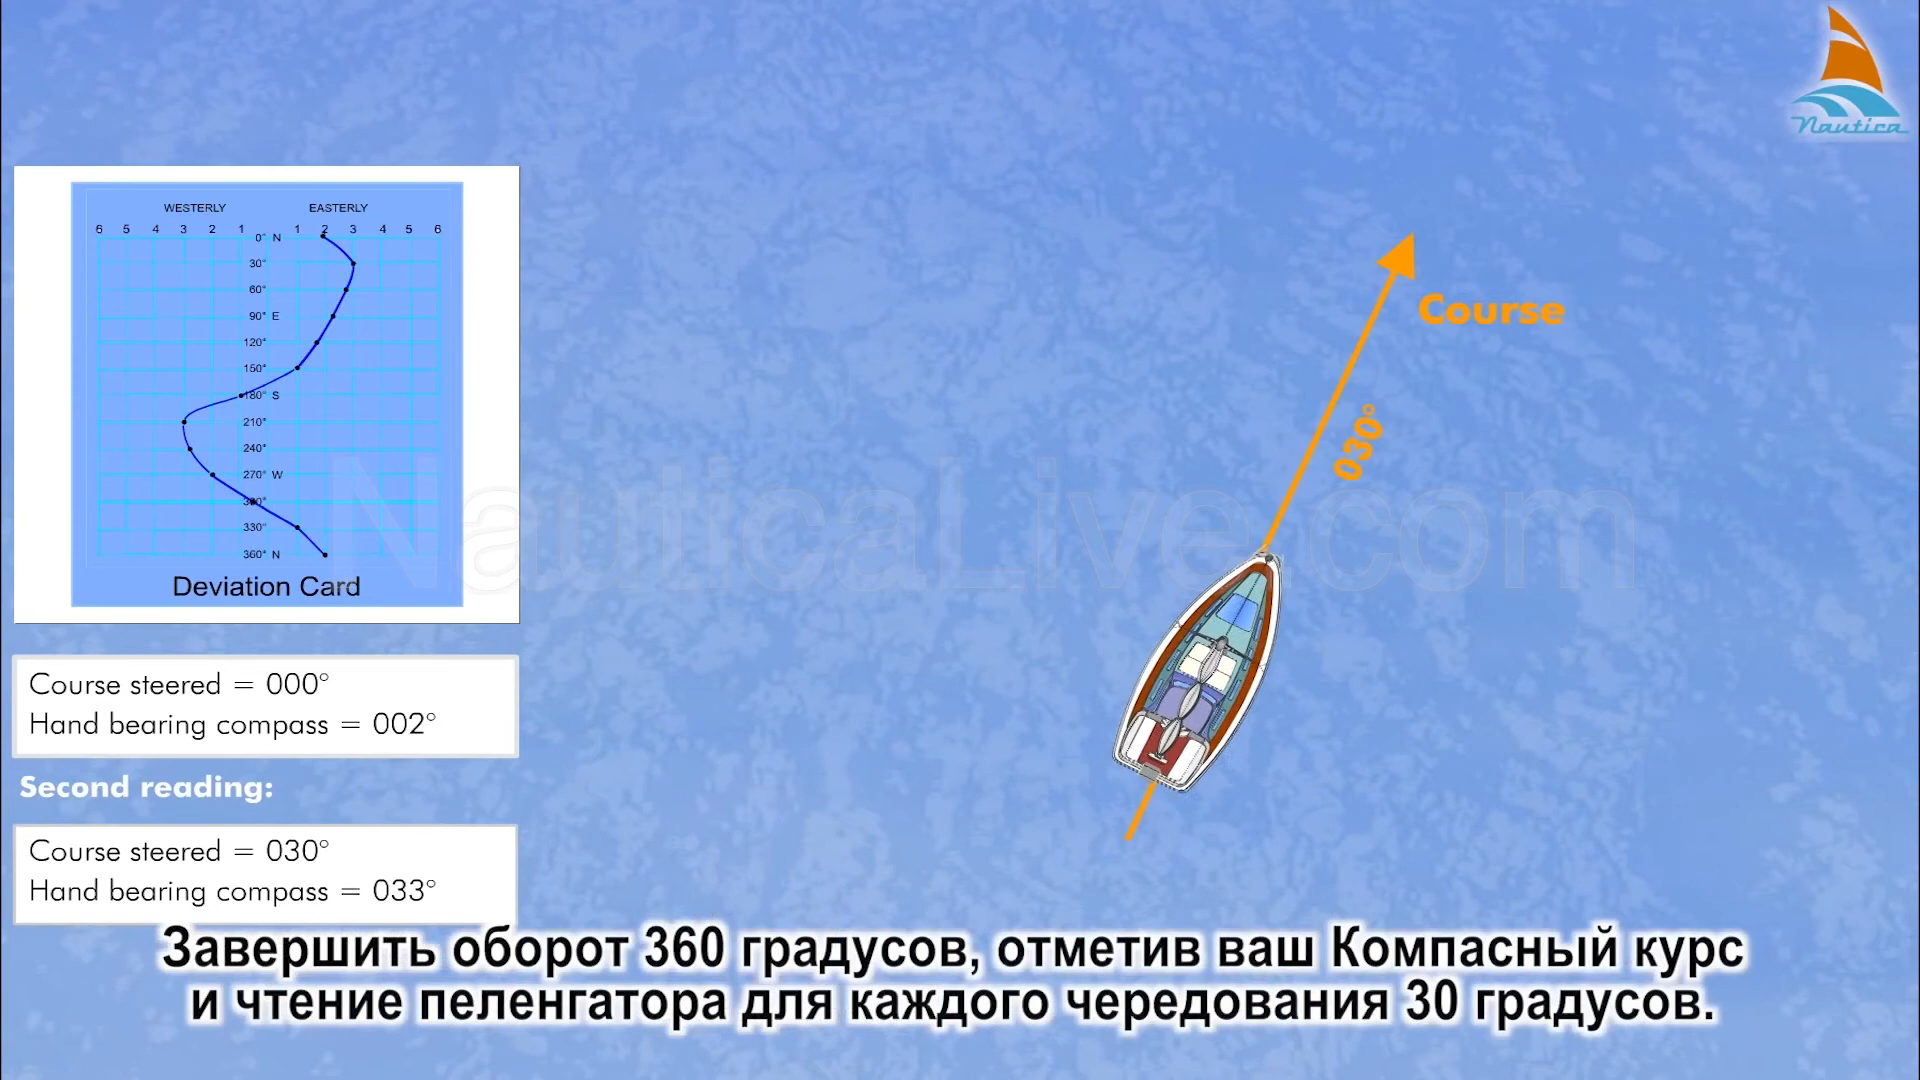 Nautica
WESTERLY EASTERLY
6 5 4 3 2 1 1 2 3 4 5 6
0° N
30°
60°
90° E
120°
150°
180° S
210°
240°
270° W
300°
330°
360° N
Deviation Card
Course
030°
NauticaLive.com
Course steered = 000°
Hand bearing compass = 002°
Second reading:
Course steered = 030°
Hand bearing compass = 033°
Завершить оборот 360 градусов, отметив ваш Компасный курс
и чтение пеленгатора для каждого чередования 30 градусов.